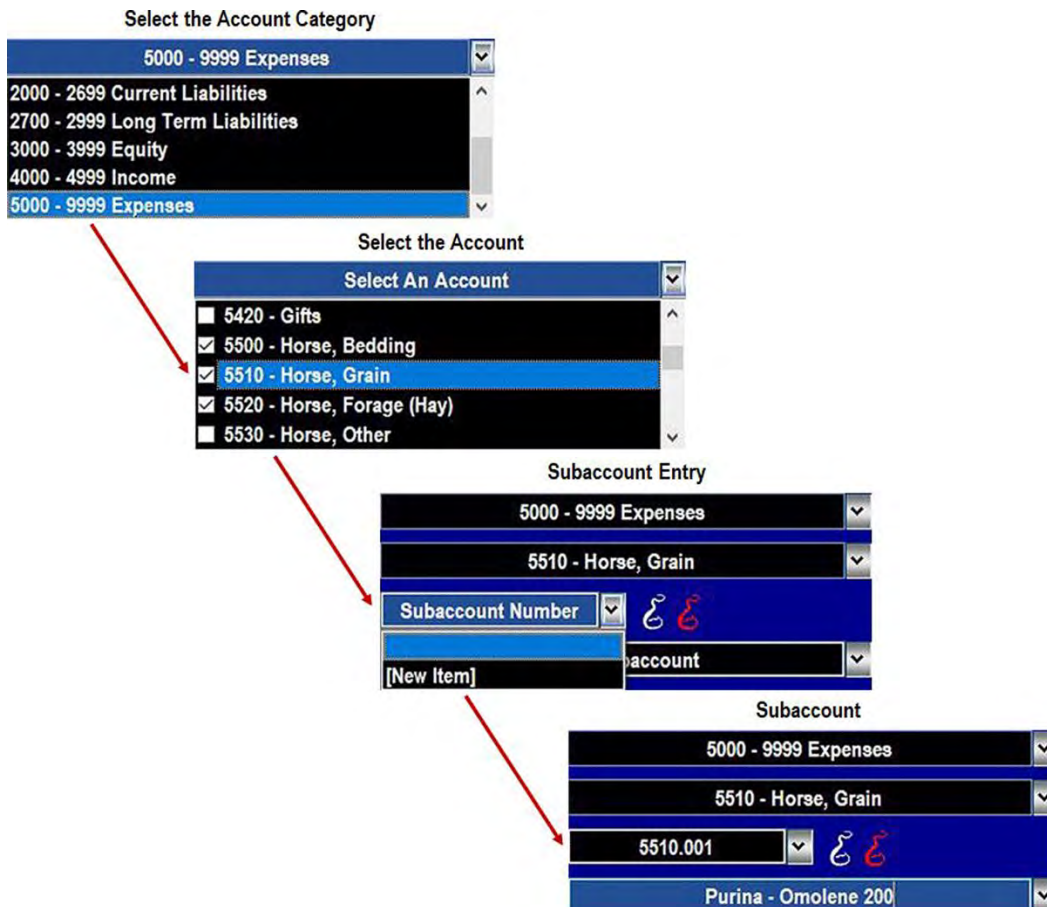 Select the Account Category
5000 - 9999 Expenses
2000 - 2699 Current Liabilities
2700 - 2999 Long Term Liabilities
3000 - 3999 Equity
4000 - 4999 Income
5000 - 9999 Expenses
Select the Account
Select An Account
5420 - Gifts
5500 - Horse, Bedding
5510 - Horse, Grain
5520 - Horse, Forage (Hay)
5530 - Horse, Other
Subaccount Entry
5000 - 9999 Expenses
5510 - Horse, Grain
Subaccount Number
[New Item]
account
Subaccount
5000 - 9999 Expenses
5510 - Horse, Grain
5510.001
Purina - Omolene 200